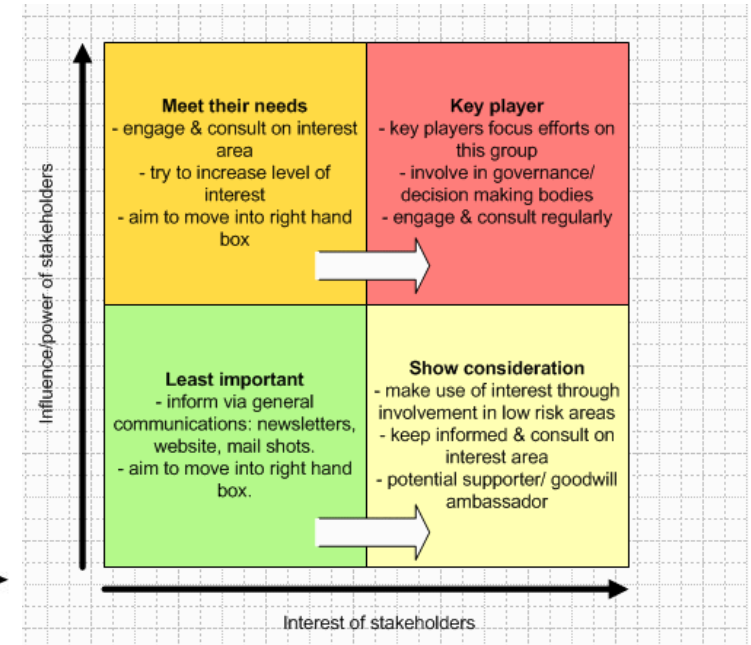 Influence/power of stakeholders
Meet their needs
- engage & consult on interest
area
- try to increase level of
interest
- aim to move into right hand
box
Key player
- key players focus efforts on
this group
- involve in governance/
decision making bodies
- engage & consult regularly
Least important
- inform via general
communications: newsletters,
website, mail shots.
- aim to move into right hand
box.
Show consideration
- make use of interest through
involvement in low risk areas
- keep informed & consult on
interest area
- potential supporter/ goodwill
ambassador
Interest of stakeholders